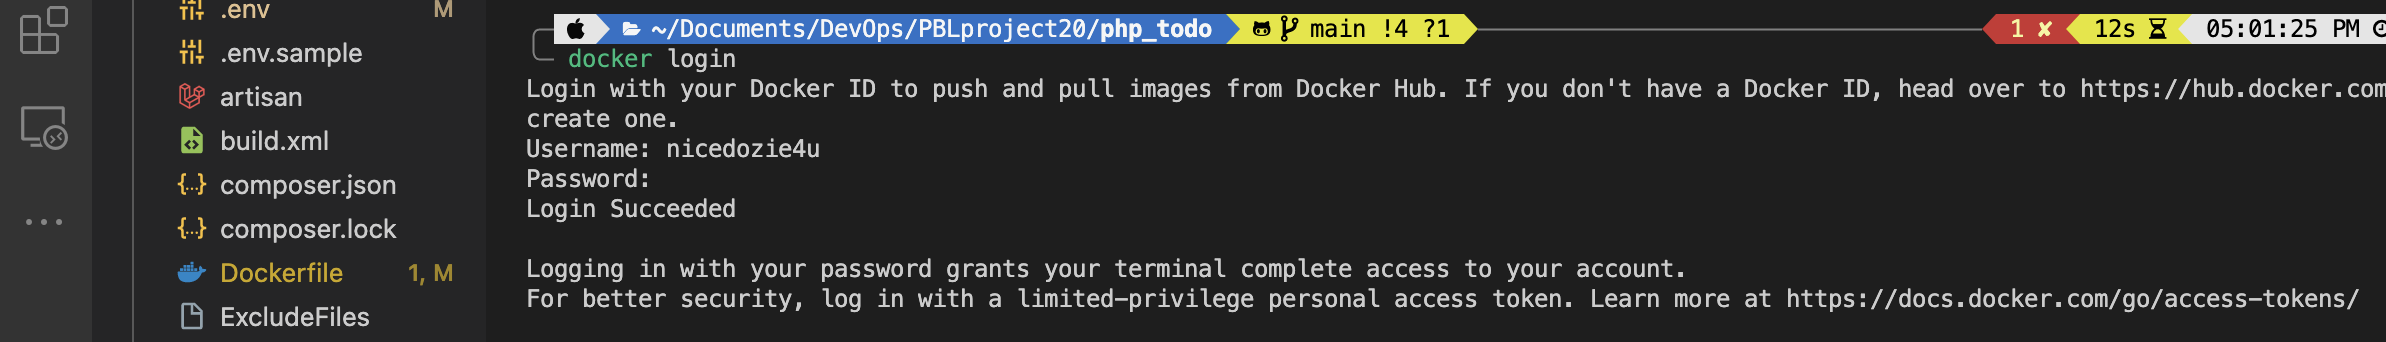 .env M
.env.sample
artisan
build.xml
{..} composer.json
{..} composer.lock
Dockerfile 1, M
ExcludeFiles
~/Documents/DevOps/PBLproject20/php_todo main !4 ?1 1 ✘ 12s 05:01:25 PM
docker login
Login with your Docker ID to push and pull images from Docker Hub. If you don't have a Docker ID, head over to https://hub.docker.com
create one.
Username: nicedozie4u
Password:
Login Succeeded
Logging in with your password grants your terminal complete access to your account.
For better security, log in with a limited-privilege personal access token. Learn more at https://docs.docker.com/go/access-tokens/